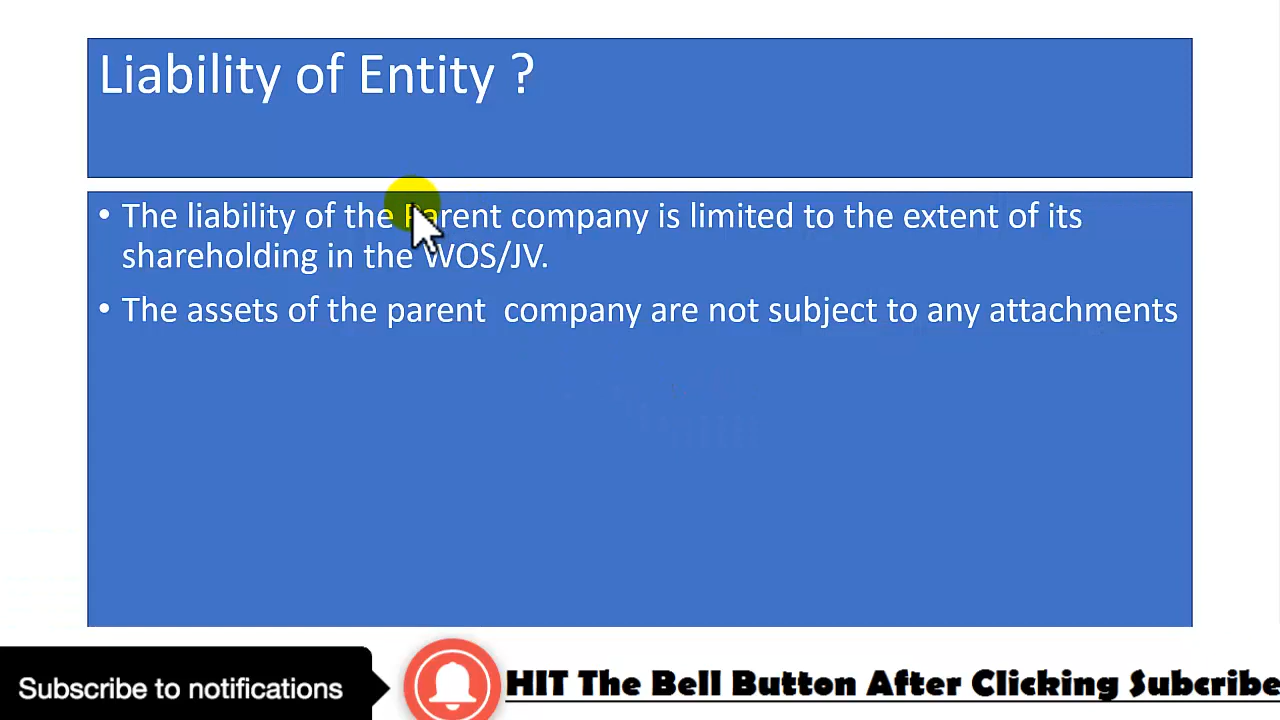 Liability of Entity ?
• The liability of the Parent company is limited to the extent of its
shareholding in the WOS/JV.
• The assets of the parent  company are not subject to any attachments
Subscribe to notifications
HIT The Bell Button After Clicking Subcribe